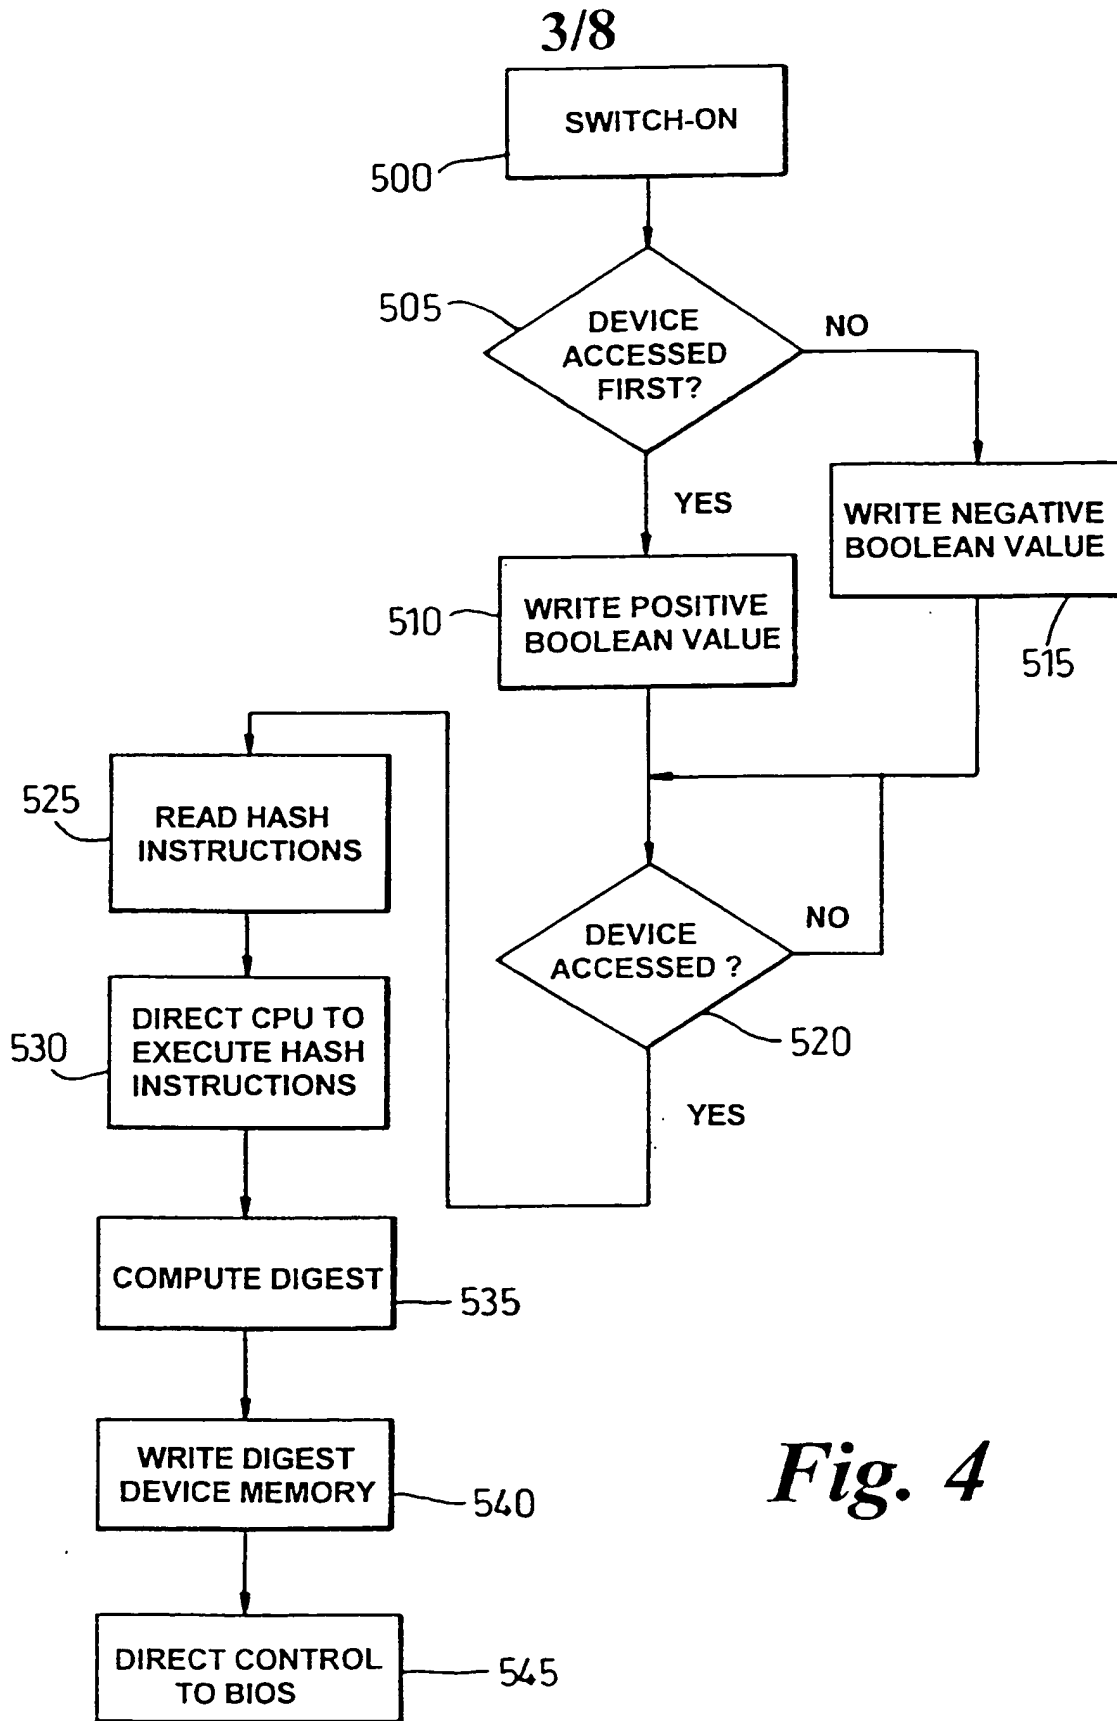 3/8
SWITCH-ON
500
505
DEVICE
ACCESSED
FIRST?
NO
YES
WRITE NEGATIVE
BOOLEAN VALUE
515
510
WRITE POSITIVE
BOOLEAN VALUE
525
READ HASH
INSTRUCTIONS
DEVICE
ACCESSED ?
NO
520
YES
530
DIRECT CPU TO
EXECUTE HASH
INSTRUCTIONS
COMPUTE DIGEST
535
WRITE DIGEST
DEVICE MEMORY
540
Fig. 4
DIRECT CONTROL
TO BIOS
545